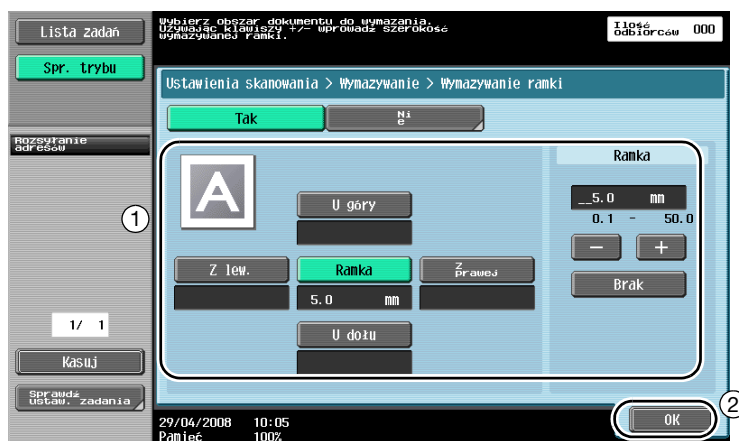 Lista zadań
Wybierz obszar dokumentu do wymazania.
Używając klawiszy +/- wprowadź szerokość
wymazywanej ramki.
Ilość
odbiorców 000
Spr. trybu
Ustawienia skanowania > Wymazywanie > Wymazywanie ramki
Tak
Ni
e
Rozsyłanie
adresów
Ramka
1
U góry
__5.0 mm
0.1 - 50.0
− +
Z lew.
Ramka
Z
prawej
Brak
5.0 mm
U dołu
1/ 1
Kasuj
Sprawdź
ustaw. zadania
2
OK
29/04/2008 10:05
Pamięć 100%
A